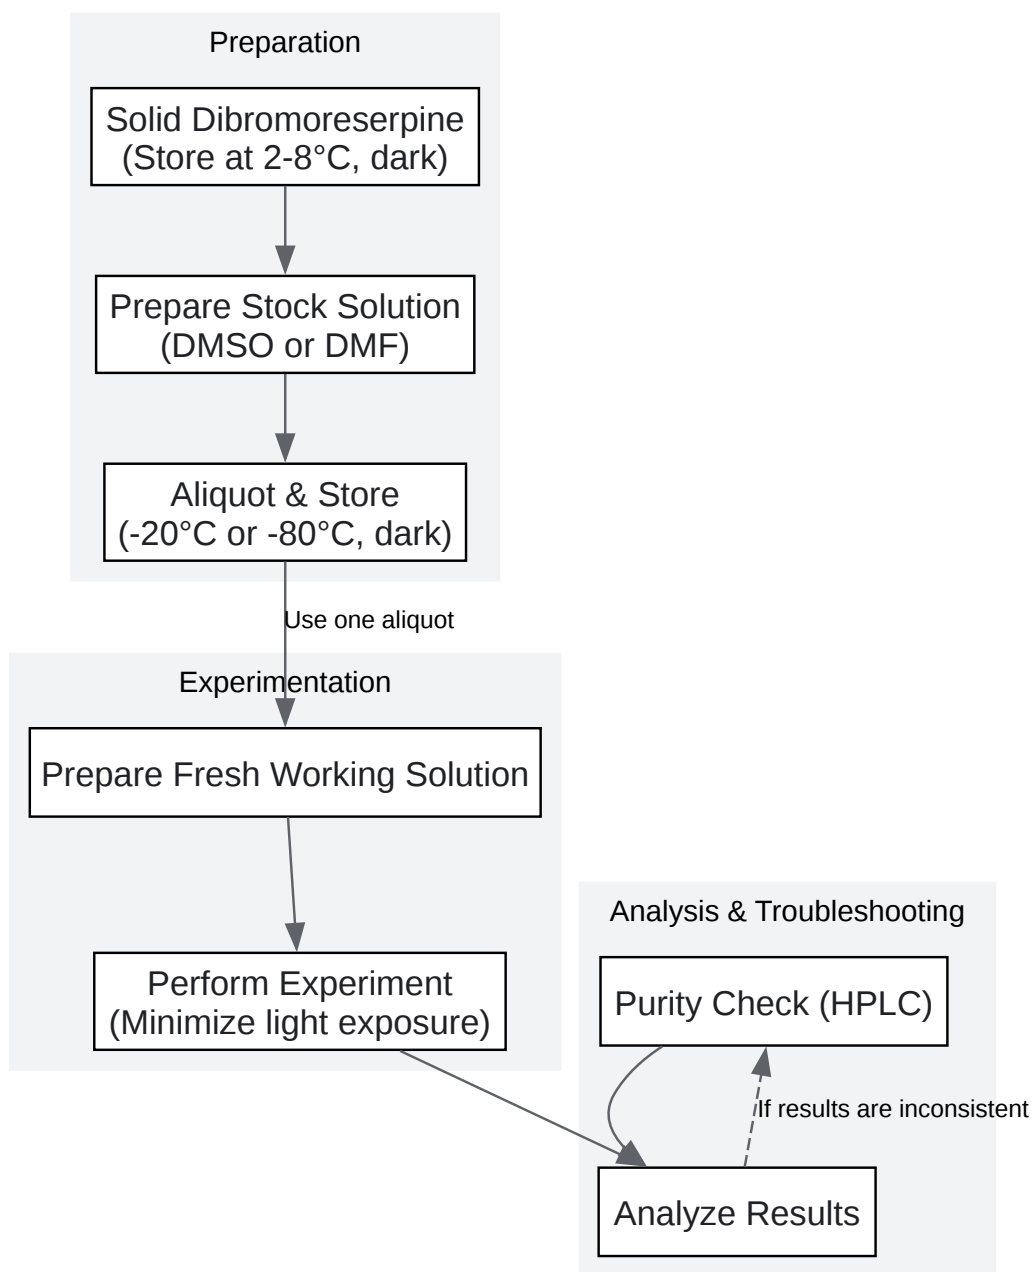 Preparation
Solid Dibromoreserpine
(Store at 2-8°C, dark)
Prepare Stock Solution
(DMSO or DMF)
Aliquot & Store
(-20°C or -80°C, dark)
Use one aliquot
Experimentation
Prepare Fresh Working Solution
Perform Experiment
(Minimize light exposure)
Analysis & Troubleshooting
Purity Check (HPLC)
If results are inconsistent
Analyze Results